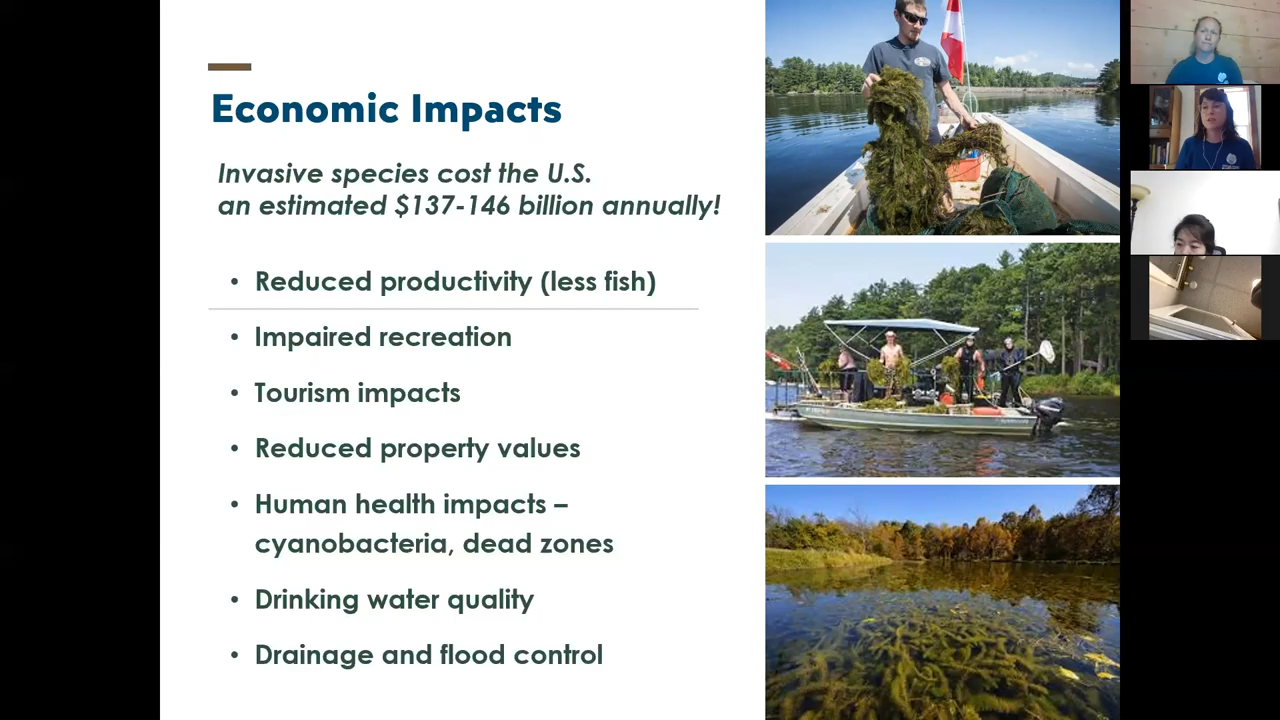 Economic Impacts
Invasive species cost the U.S.
an estimated $137-146 billion annually!
• Reduced productivity (less fish)
• Impaired recreation
• Tourism impacts
• Reduced property values
• Human health impacts –
cyanobacteria, dead zones
• Drinking water quality
• Drainage and flood control